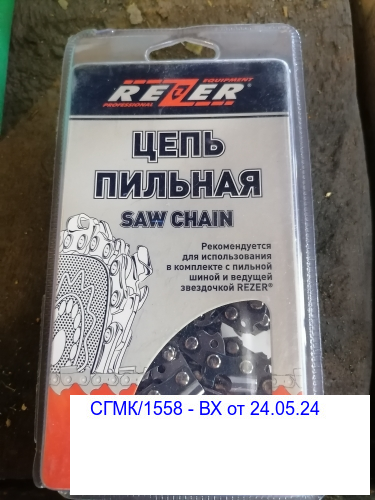 REZER
PROFESSIONAL EQUIPMENT
ЦЕПЬ
ПИЛЬНАЯ
SAW CHAIN
Рекомендуется
для использования
в комплекте с пильной
шиной и ведущей
звездочкой REZER®
СГМК/1558 - ВХ от 24.05.24